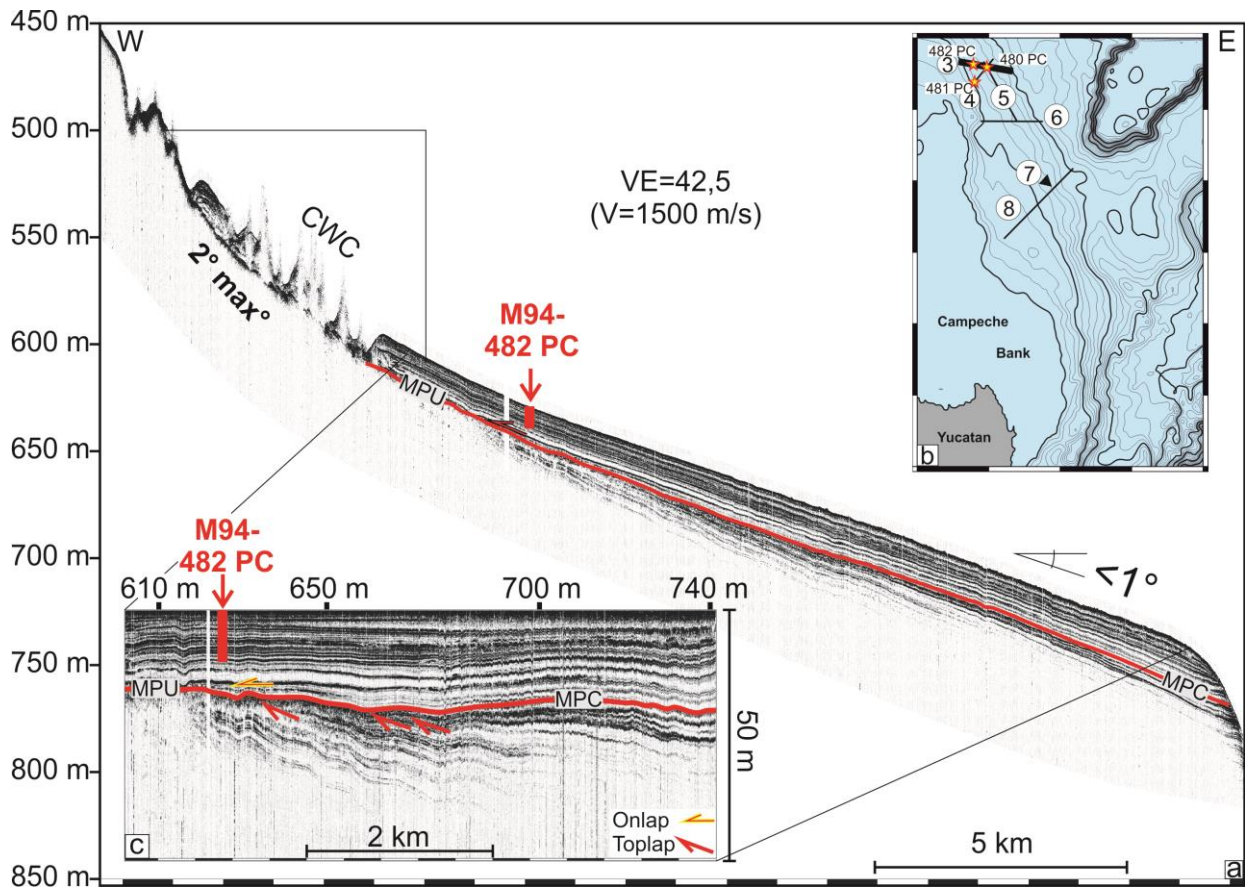 450 m
500 m
550 m
600 m
650 m
700 m
750 m
800 m
850 m
W
E
CWC
2° max°
VE=42,5
(V=1500 m/s)
M94-
482 PC
MPU
<1°
MPC
5 km
a
482 PC
480 PC
3
481 PC
4
5
6
7
8
Campeche
Bank
Yucatan
b
M94-
482 PC
610 m
650 m
700 m
740 m
MPU
MPC
50 m
Onlap
Toplap
2 km
c